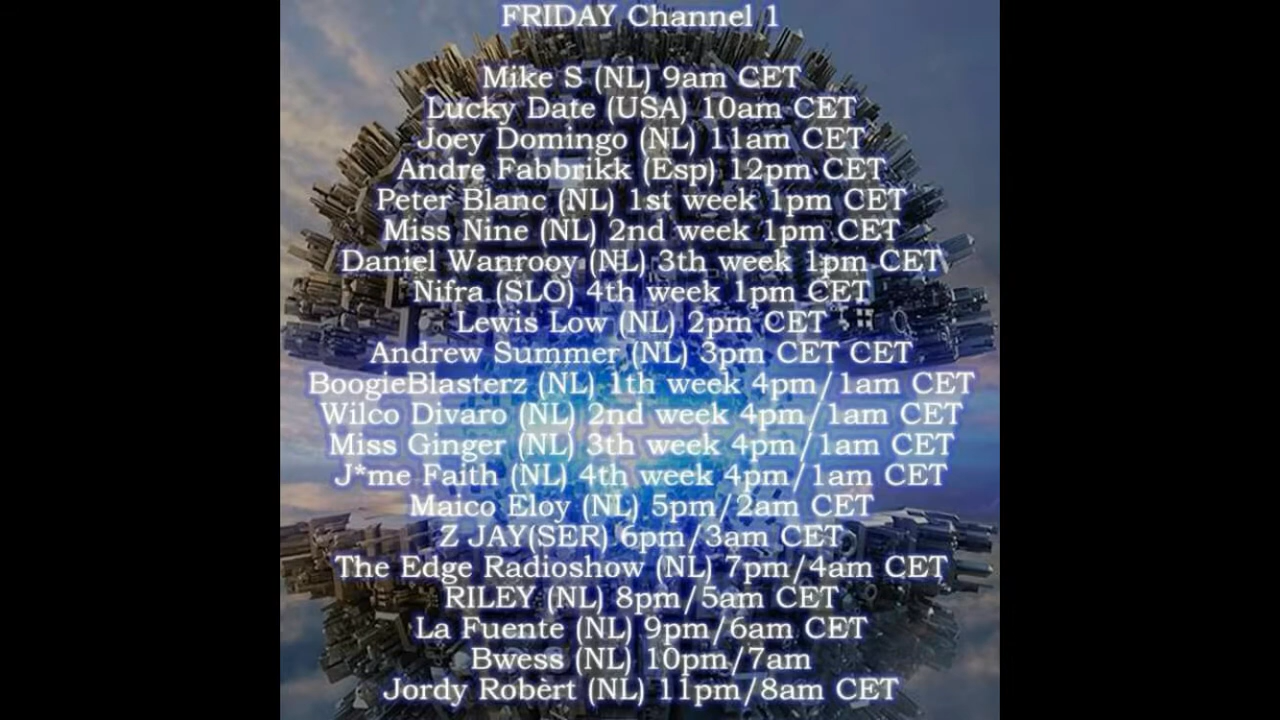 FRIDAY Channel 1
Mike S (NL) 9am CET
Lucky Date (USA) 10am CET
Joey Domingo (NL) 11am CET
Andre Fabbrikk (Esp) 12pm CET
Peter Blanc (NL) 1st week 1pm CET
Miss Nine (NL) 2nd week 1pm CET
Daniel Wanrooy (NL) 3th week 1pm CET
Nifra (SLO) 4th week 1pm CET
Lewis Low (NL) 2pm CET
Andrew Summer (NL) 3pm CET CET
BoogieBlasterz (NL) 1th week 4pm/1am CET
Wilco Divaro (NL) 2nd week 4pm/1am CET
Miss Ginger (NL) 3th week 4pm/1am CET
J*me Faith (NL) 4th week 4pm/1am CET
Maico Eloy (NL) 5pm/2am CET
Z JAY(SER) 6pm/3am CET
The Edge Radioshow (NL) 7pm/4am CET
RILEY (NL) 8pm/5am CET
La Fuente (NL) 9pm/6am CET
Bwess (NL) 10pm/7am
Jordy Robèrt (NL) 11pm/8am CET